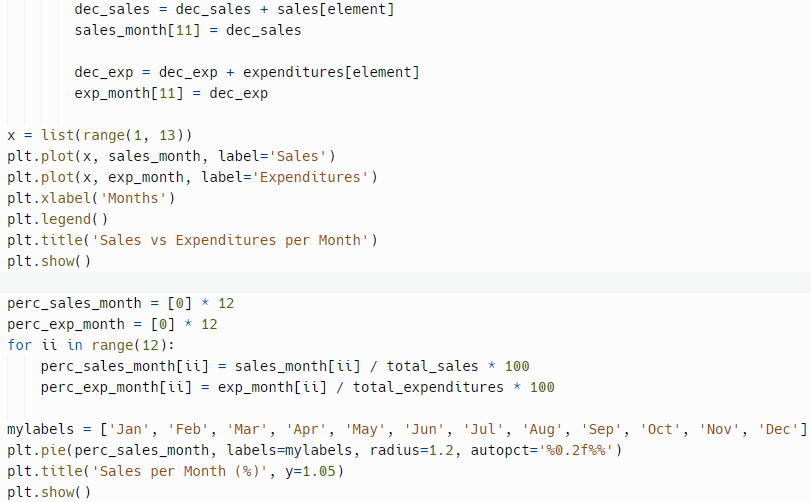 dec_sales = dec_sales + sales[element]
sales_month[11] = dec_sales
dec_exp = dec_exp + expenditures[element]
exp_month[11] = dec_exp
x = list(range(1, 13))
plt.plot(x, sales_month, label='Sales')
plt.plot(x, exp_month, label='Expenditures')
plt.xlabel('Months')
plt.legend()
plt.title('Sales vs Expenditures per Month')
plt.show()
perc_sales_month = [0] * 12
perc_exp_month = [0] * 12
for ii in range(12):
perc_sales_month[ii] = sales_month[ii] / total_sales * 100
perc_exp_month[ii] = exp_month[ii] / total_expenditures * 100
mylabels = ['Jan', 'Feb', 'Mar', 'Apr', 'May', 'Jun', 'Jul', 'Aug', 'Sep', 'Oct', 'Nov', 'Dec']
plt.pie(perc_sales_month, labels=mylabels, radius=1.2, autopct='%0.2f%%')
plt.title('Sales per Month (%)', y=1.05)
plt.show()